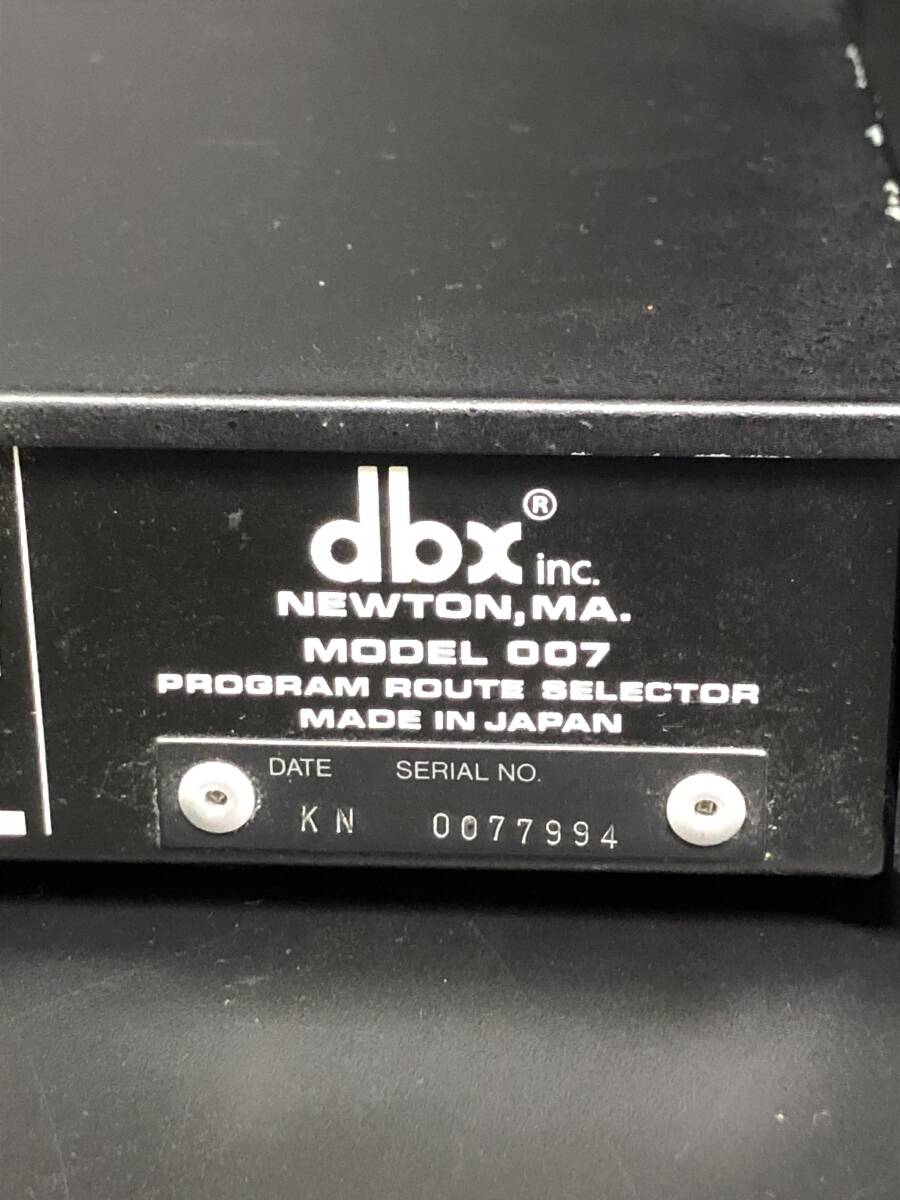 dbx® inc.
NEWTON, MA.
MODEL 007
PROGRAM ROUTE SELECTOR
MADE IN JAPAN
DATE SERIAL NO.
KN 0077994